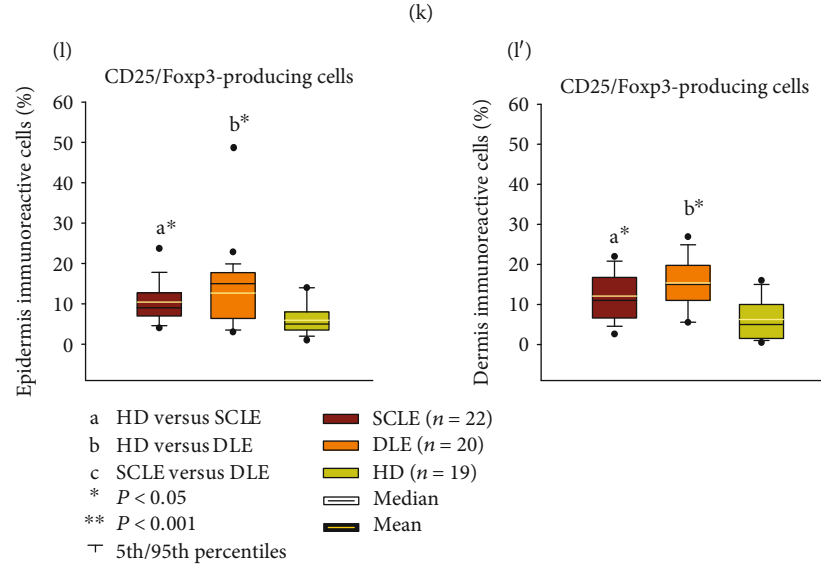 (k)
(l)
CD25/Foxp3-producing cells
Epidermis immunoreactive cells (%)
60
50
40
30
20
10
0
a*
b*
(l′)
CD25/Foxp3-producing cells
Dermis immunoreactive cells (%)
60
50
40
30
20
10
0
a*
b*
a HD versus SCLE
b HD versus DLE
c SCLE versus DLE
* P < 0.05
** P < 0.001
5th/95th percentiles
SCLE (n = 22)
DLE (n = 20)
HD (n = 19)
Median
Mean